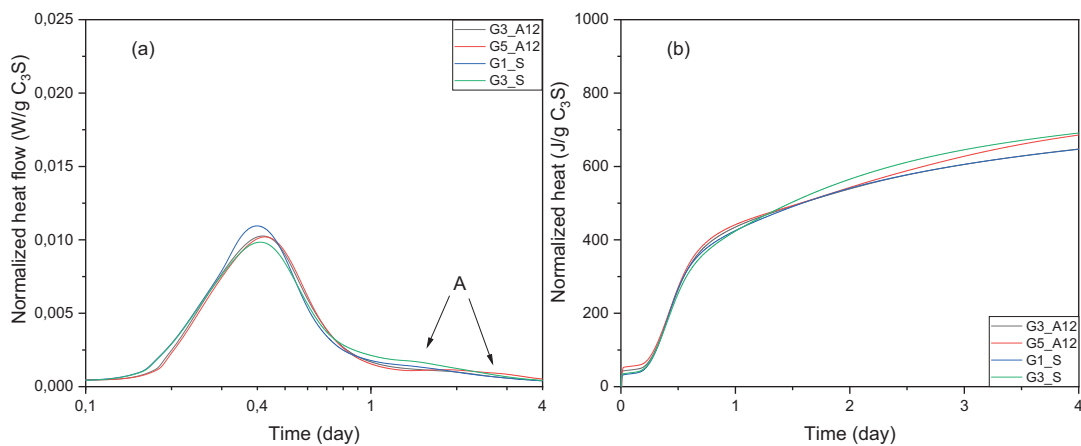 (a)
G3_A12
G5_A12
G1_S
G3_S
A
0,025
0,020
0,015
0,010
0,005
0,000
Normalized heat flow (W/g C₃S)
0,1
0,4
1
4
Time (day)
(b)
1000
800
600
400
200
0
Normalized heat (J/g C₃S)
G3_A12
G5_A12
G1_S
G3_S
0
1
2
3
4
Time (day)